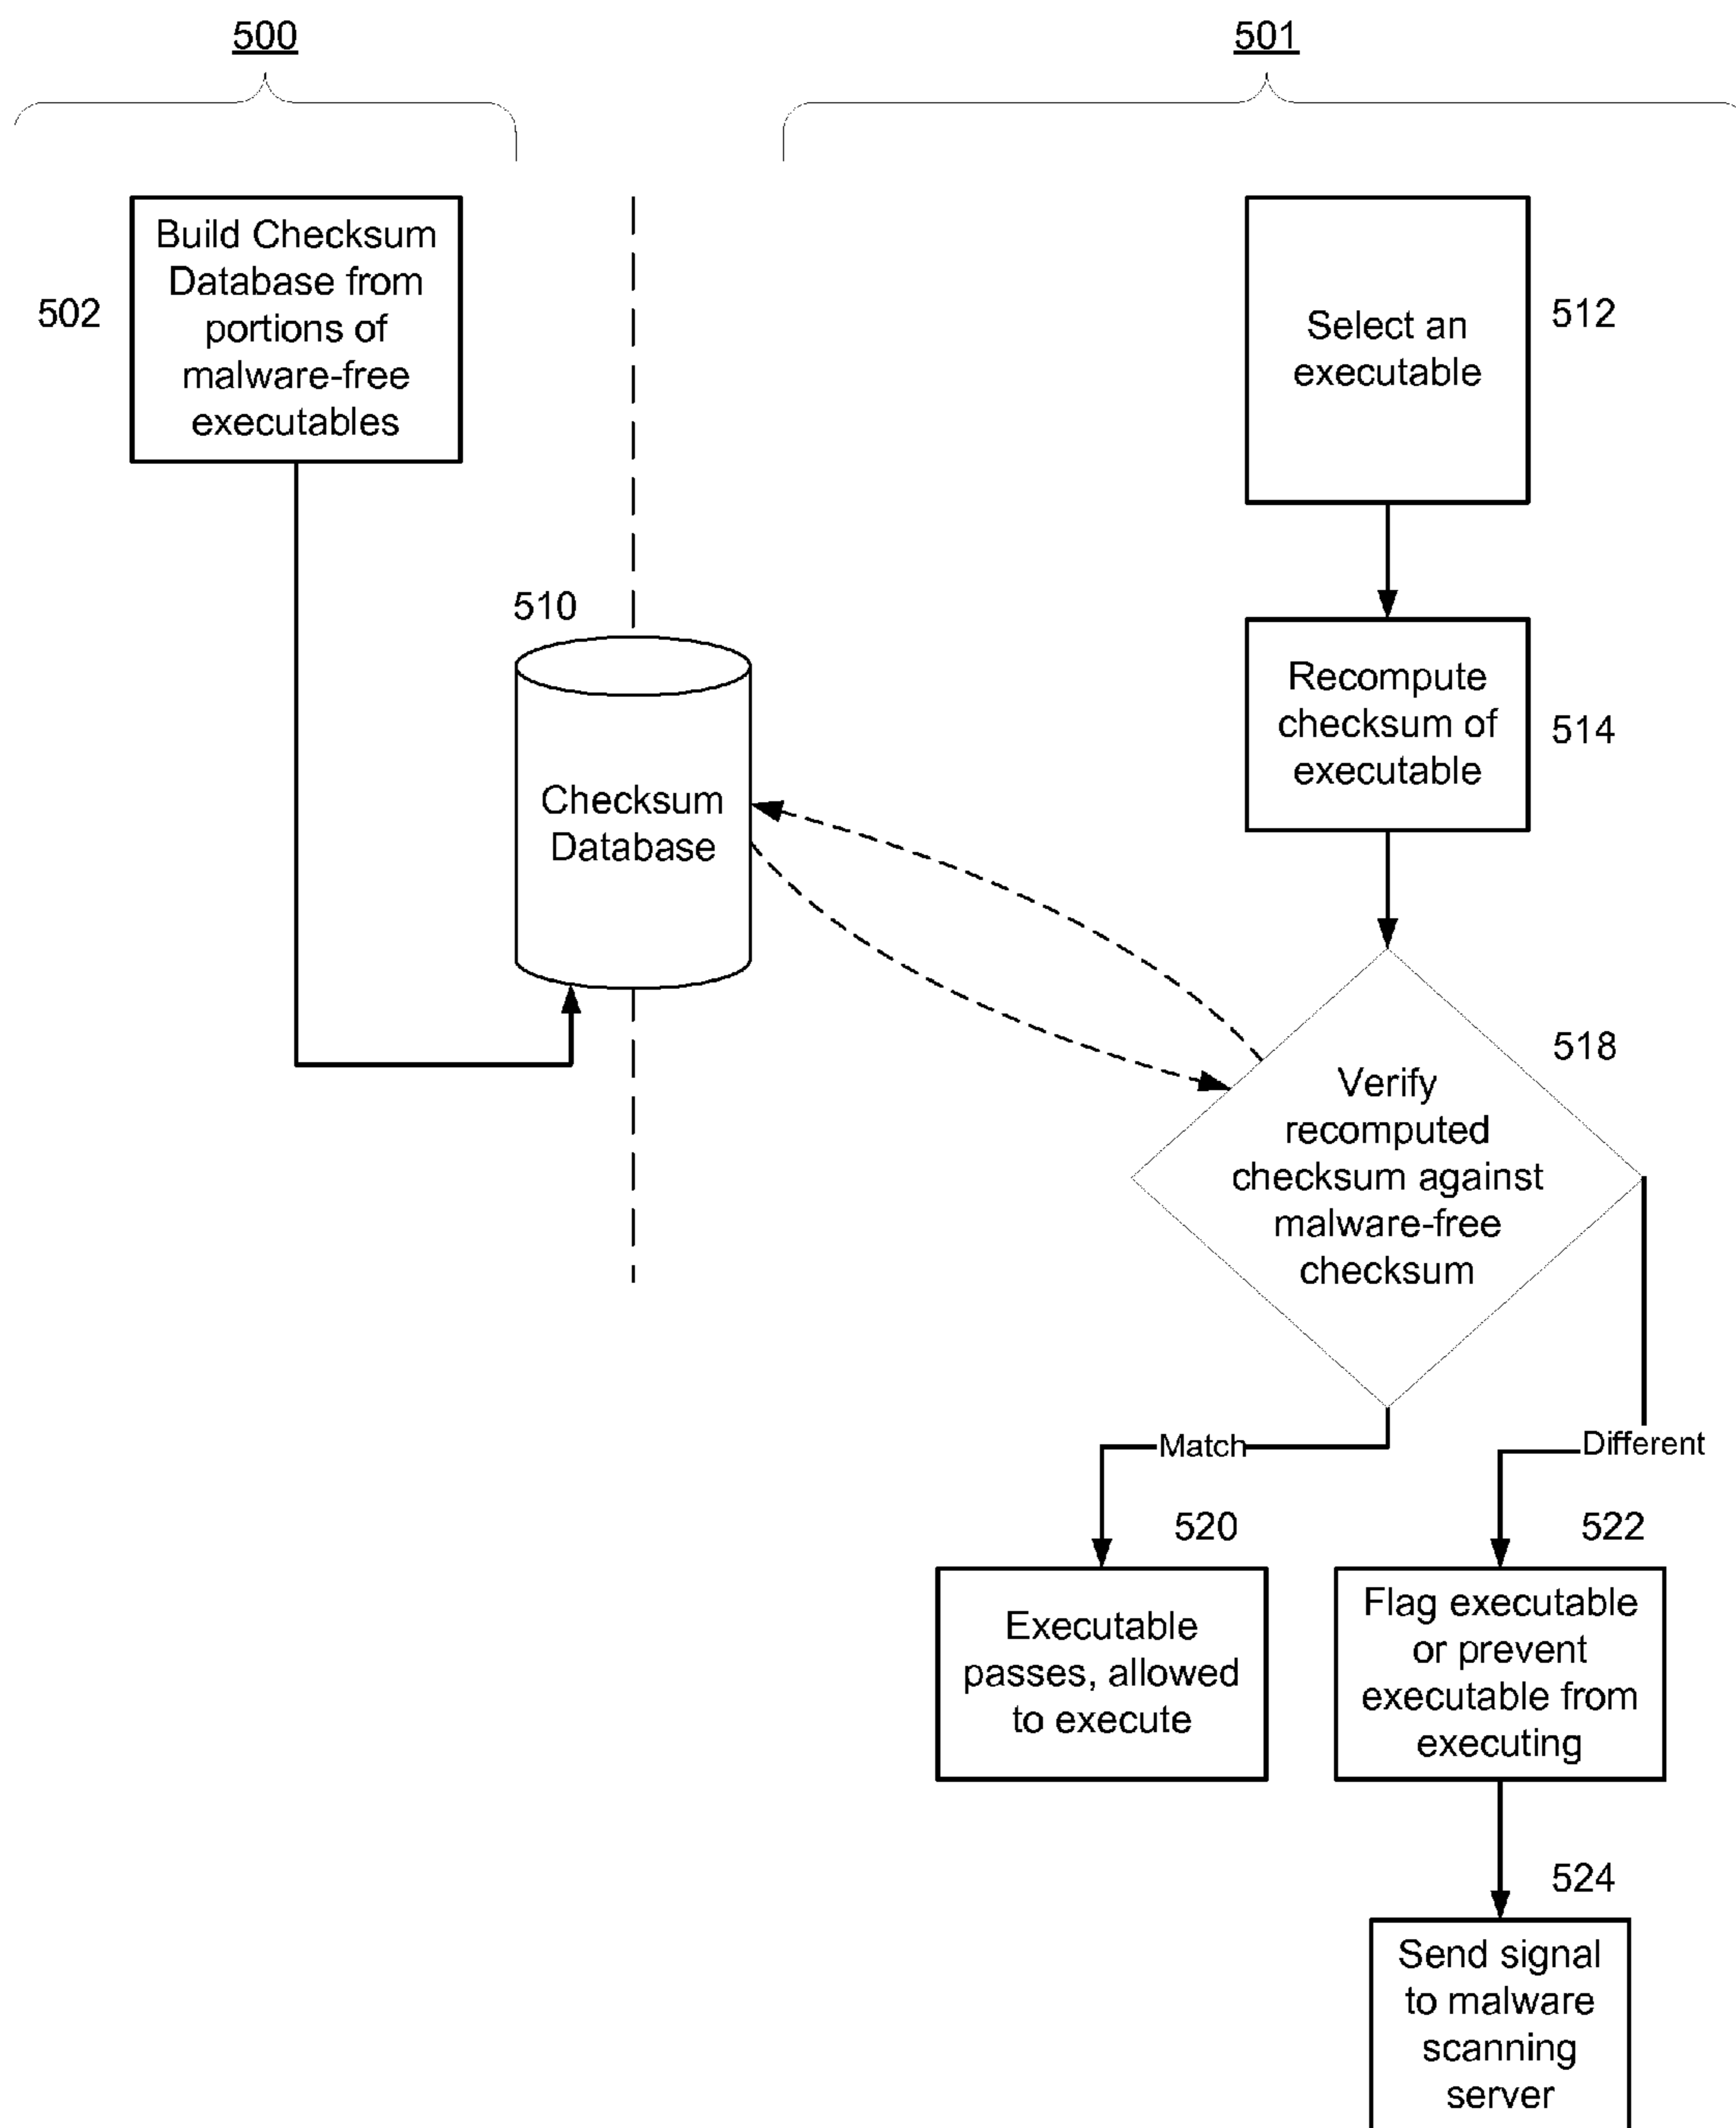 500
501
Build Checksum
Database from
portions of
malware-free
executables
502
Select an
executable
512
510
Checksum
Database
Recompute
checksum of
executable
514
518
Verify
recomputed
checksum against
malware-free
checksum
Match
Different
520
522
Executable
passes, allowed
to execute
Flag executable
or prevent
executable from
executing
524
Send signal
to malware
scanning
server